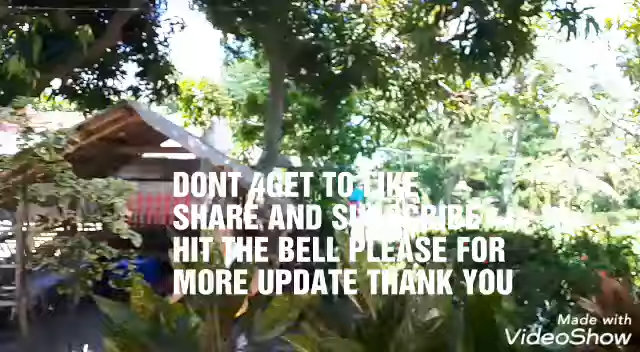 DONT 4GET TO LIKE
SHARE AND SUBSCRIBE
HIT THE BELL PLEASE FOR
MORE UPDATE THANK YOU
Made with
VideoShow